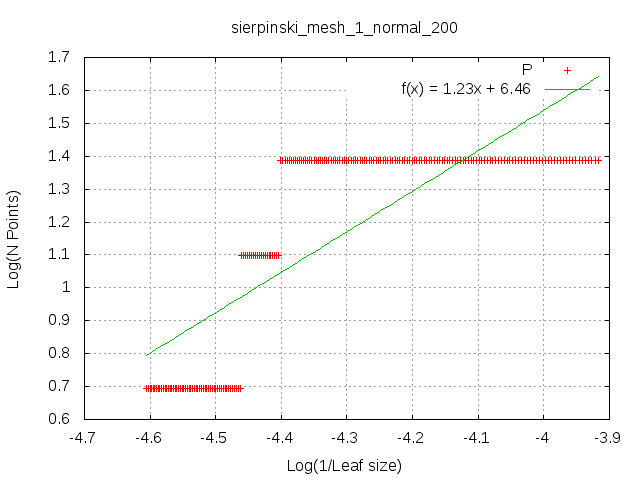 sierpinski_mesh_1_normal_200
P
f(x) = 1.23x + 6.46
1.7
1.6
1.5
1.4
1.3
1.2
1.1
1
0.9
0.8
0.7
0.6
Log(N Points)
-4.7 -4.6 -4.5 -4.4 -4.3 -4.2 -4.1 -4 -3.9
Log(1/Leaf size)